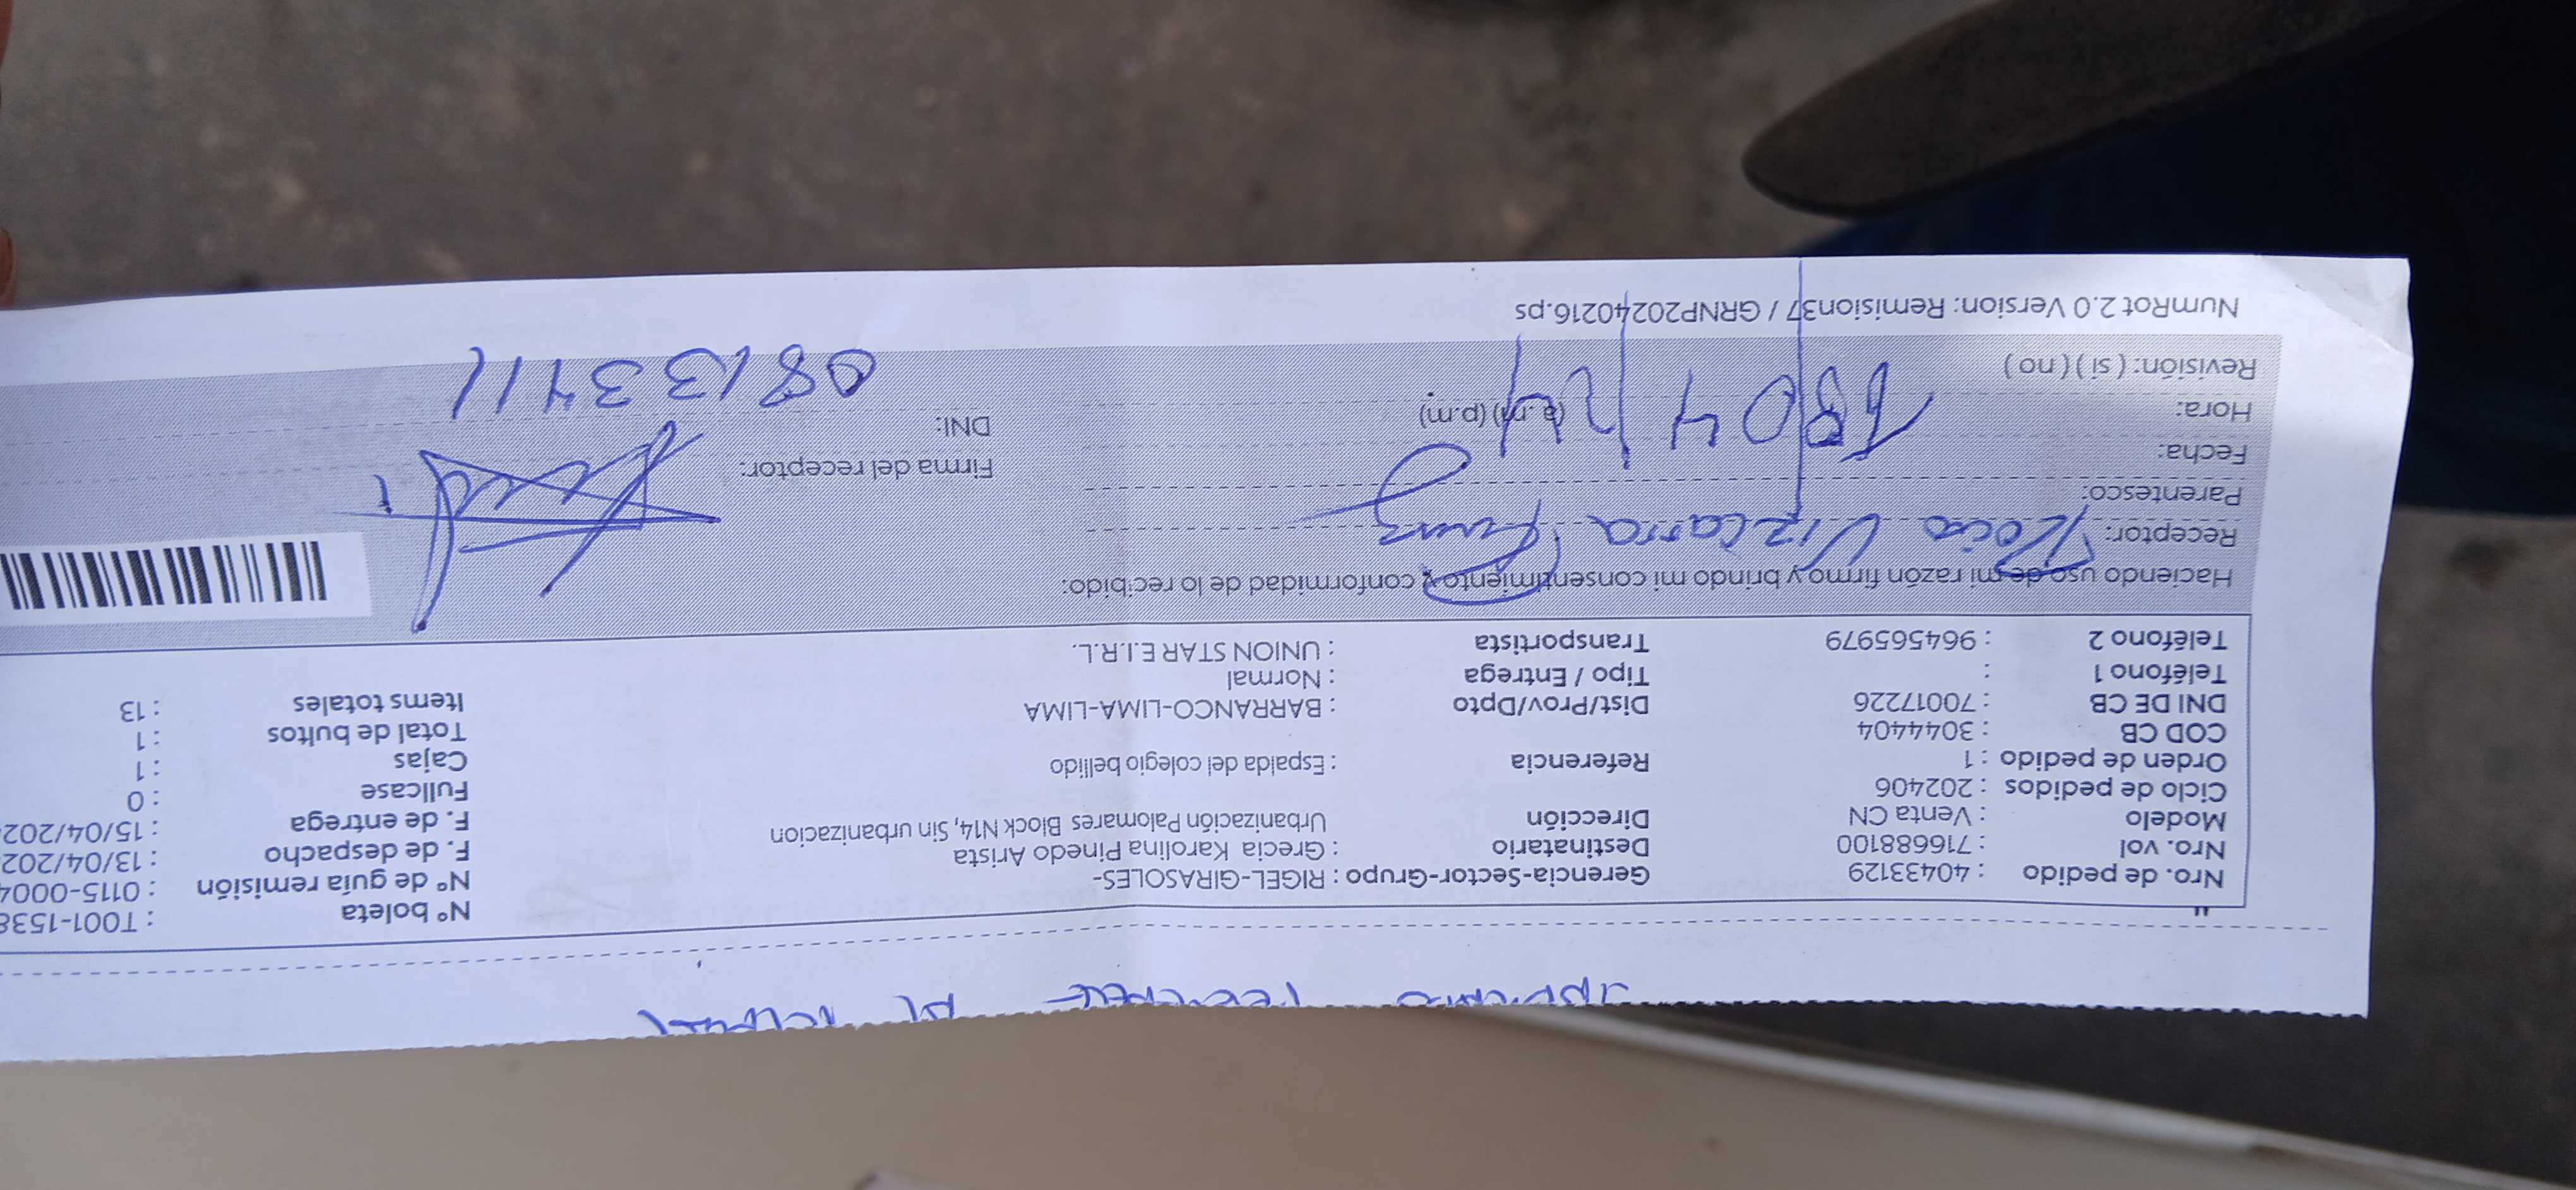 Nro. de pedido : 40433129 Gerencia-Sector-Grupo : RIGEL-GIRASOLES- N° boleta : T001-1538
Nro. vol : 716688100 Destinatario : Grecia Karolina Pinedo Arista N° de guía remisión : 0115-0004
Modelo : Venta CN Dirección Urbanización Palomares Block N14, Sin urbanizacion F. de despacho : 13/04/202
Ciclo de pedidos : 202406 F. de entrega : 15/04/202
Orden de pedido : 1 Referencia : Espalda del colegio bellido Fullcase : 0
COD CB : 3044404 Cajas : 1
DNI DE CB : 70017226 Dist/Prov/Dpto : BARRANCO-LIMA-LIMA Total de bultos : 1
Teléfono 1 : Tipo / Entrega : Normal Items totales : 13
Teléfono 2 : 964565979 Transportista : UNION STAR E.I.R.L.
Haciendo uso de mi razón firmo y brindo mi consentimiento y conformidad de lo recibido:
Receptor: Rocio Vizcarra
Parentesco:
Firma del receptor:
Fecha: 18/04/24
Hora: (a.m) (p.m)
DNI: 08133411
Revisión: ( sí ) ( no )
NumRot 2.0 Version: Remision37 / GRNP20240216.ps